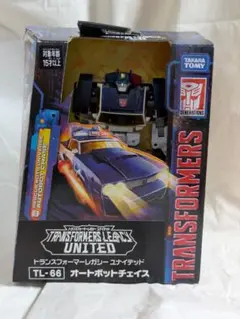 対象年齢
15才以上
TAKARA
TOMY
TRANSFORMERS
GENERATIONS
TRANSFORMERS
TRANSFORMERS LEGACY
UNITED
トランスフォーマーレガシー ユナイテッド
TL-66 オートボットチェイス